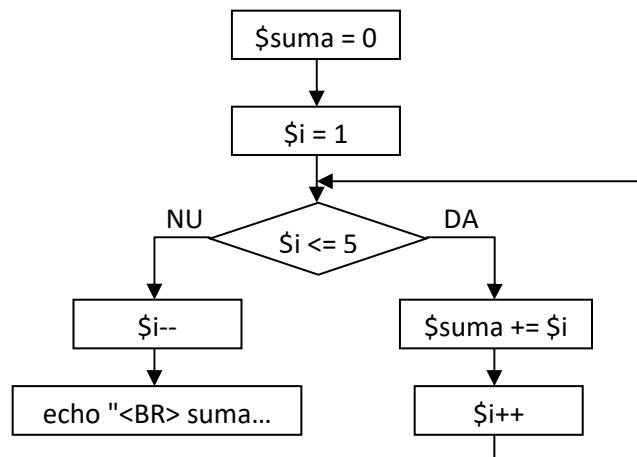 $suma = 0
$i = 1
NU
DA
$i <= 5
$i--
$suma += $i
echo "<BR> suma...
$i++